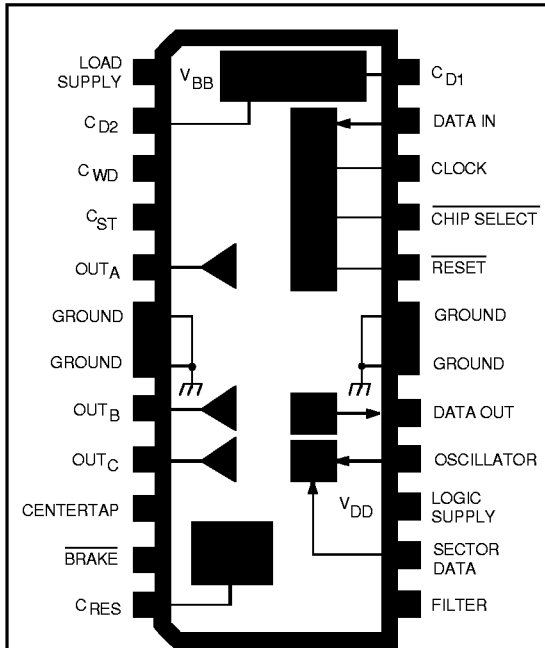 LOAD
SUPPLY
C D2
C WD
C ST
OUT A
GROUND
GROUND
OUT B
OUT C
CENTERTAP
BRAKE
C RES
V BB
V DD
C D1
DATA IN
CLOCK
CHIP SELECT
RESET
GROUND
GROUND
DATA OUT
OSCILLATOR
LOGIC
SUPPLY
SECTOR
DATA
FILTER